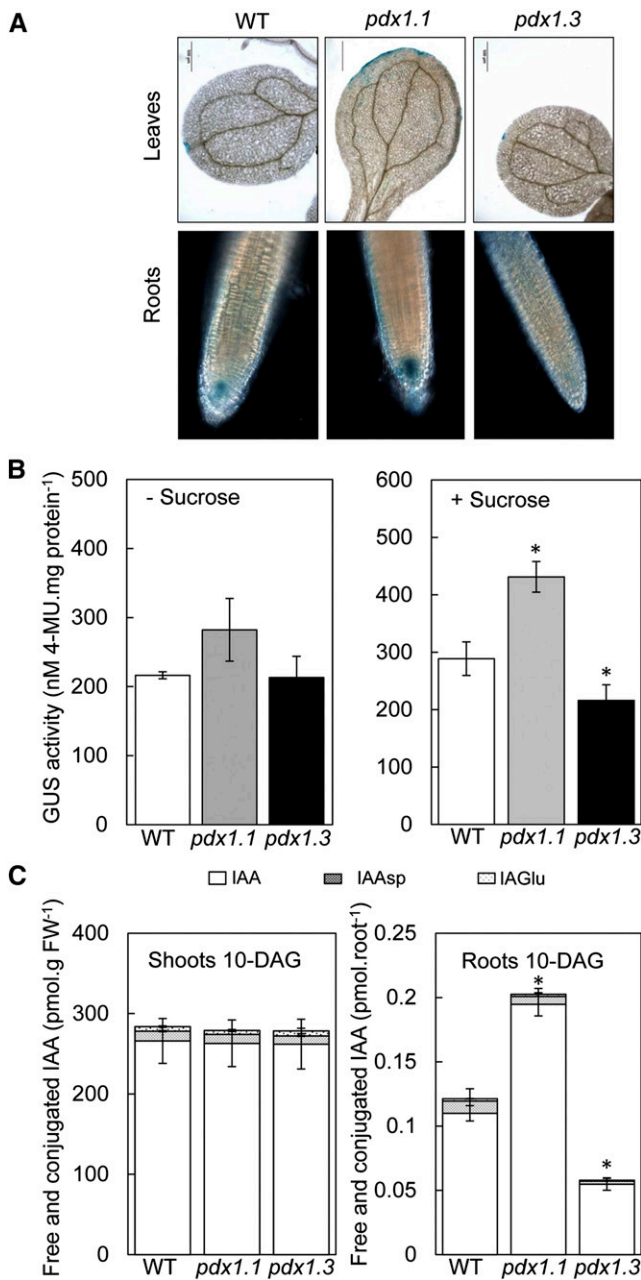 A
WT pdx1.1 pdx1.3
Leaves
Roots
B
GUS activity (nM 4-MU.mg protein⁻¹)
500
400
300
200
100
0
- Sucrose
WT pdx1.1 pdx1.3
600
500
400
300
200
100
0
+ Sucrose
*
*
WT pdx1.1 pdx1.3
C
IAA IAAsp IAGlu
Free and conjugated IAA (pmol.g FW⁻¹)
400
300
200
100
0
Shoots 10-DAG
WT pdx1.1 pdx1.3
Free and conjugated IAA (pmol.root⁻¹)
0.25
0.2
0.15
0.1
0.05
0
Roots 10-DAG
*
*
WT pdx1.1 pdx1.3